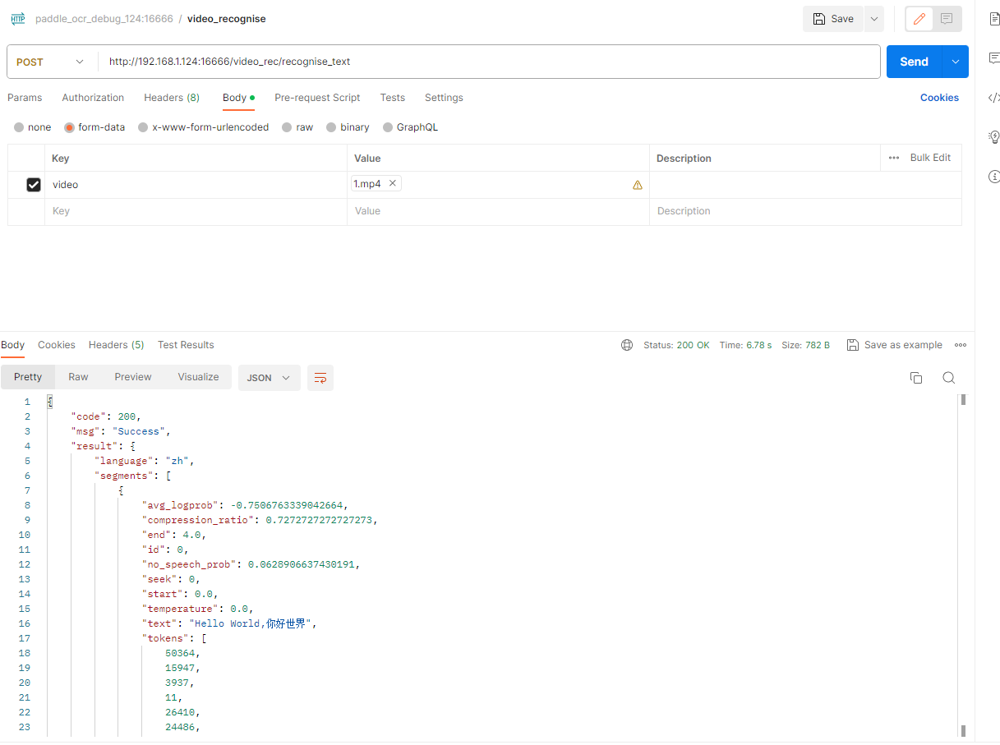 HTTP paddle_ocr_debug_124:16666 / video_recognise Save
POST http://192.168.1.124:16666/video_rec/recognise_text Send
Params Authorization Headers (8) Body Pre-request Script Tests Settings Cookies
none form-data x-www-form-urlencoded raw binary GraphQL
Key Value Description ••• Bulk Edit
video 1.mp4 ×
Key Value Description
Body Cookies Headers (5) Test Results Status: 200 OK Time: 6.78 s Size: 782 B Save as example •••
Pretty Raw Preview Visualize JSON
1 {
2 "code": 200,
3 "msg": "Success",
4 "result": {
5 "language": "zh",
6 "segments": [
7 {
8 "avg_logprob": -0.7506763339042664,
9 "compression_ratio": 0.7272727272727273,
10 "end": 4.0,
11 "id": 0,
12 "no_speech_prob": 0.0628906637430191,
13 "seek": 0,
14 "start": 0.0,
15 "temperature": 0.0,
16 "text": "Hello World,你好世界",
17 "tokens": [
18 50364,
19 15947,
20 3937,
21 11,
22 26410,
23 24486,